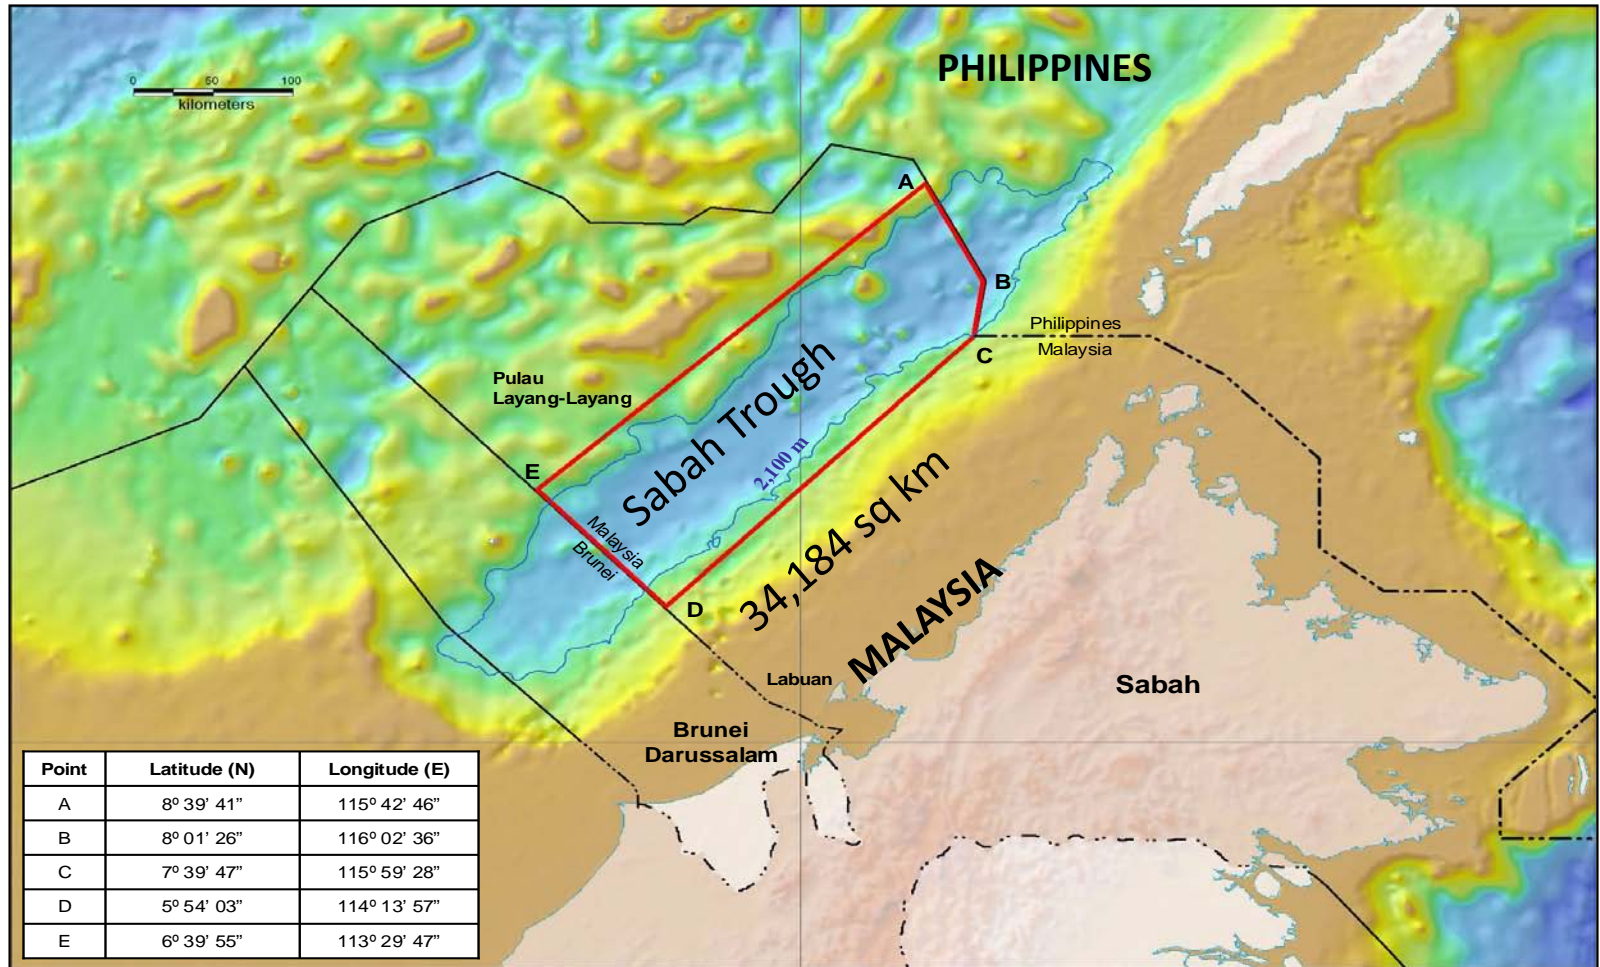 PHILIPPINES
0 50 100
kilometers
A
B
Philippines
Malaysia
C
Pulau
Layang-Layang
Sabah Trough
2,100 m
E
Malaysia
Brunei
34,184 sq km
D
MALAYSIA
Labuan
Sabah
Brunei
Darussalam
Point Latitude (N) Longitude (E)
A 8º 39’ 41” 115º 42’ 46”
B 8º 01’ 26” 116º 02’ 36”
C 7º 39’ 47” 115º 59’ 28”
D 5º 54’ 03” 114º 13’ 57”
E 6º 39’ 55” 113º 29’ 47”